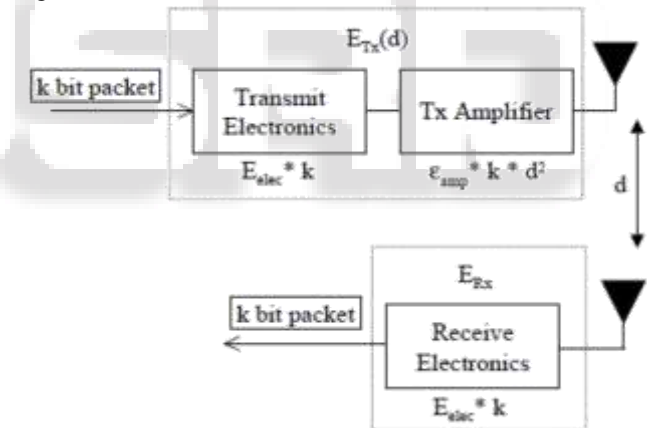 E_Tx(d)
k bit packet
Transmit
Electronics
Tx Amplifier
E_elec * k
ε_amp * k * d²
d
E_Rx
k bit packet
Receive
Electronics
E_elec * k